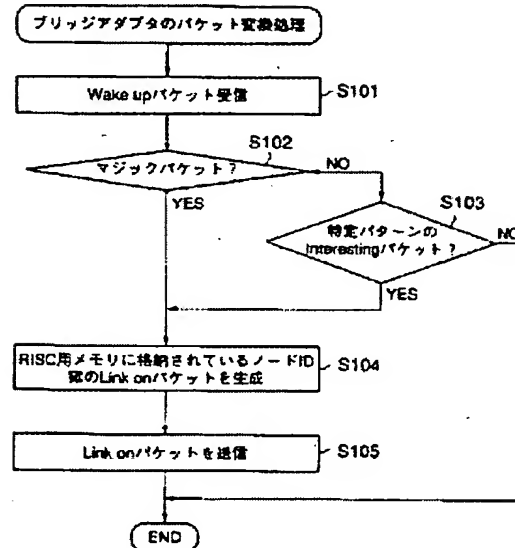 ブリッジアダプタのパケット変換処理
Wake upパケット受信
S101
S102
マジックパケット？
NO
YES
S103
特定パターンの
Interestingパケット？
NO
YES
RISC用メモリに格納されているノードID
宛のLink onパケットを生成
S104
Link onパケットを送信
S105
END